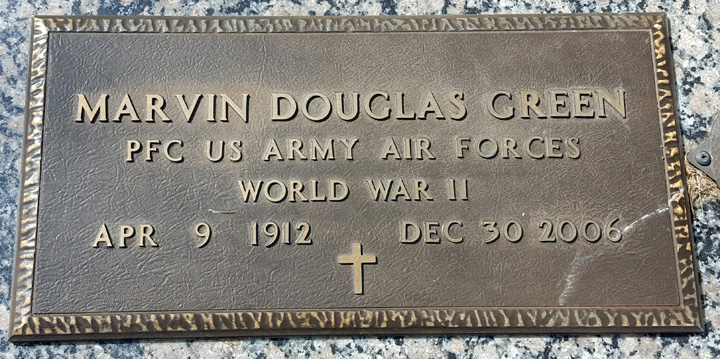 MARVIN DOUGLAS GREEN
PFC US ARMY AIR FORCES
WORLD WAR II
APR 9 1912 DEC 30 2006